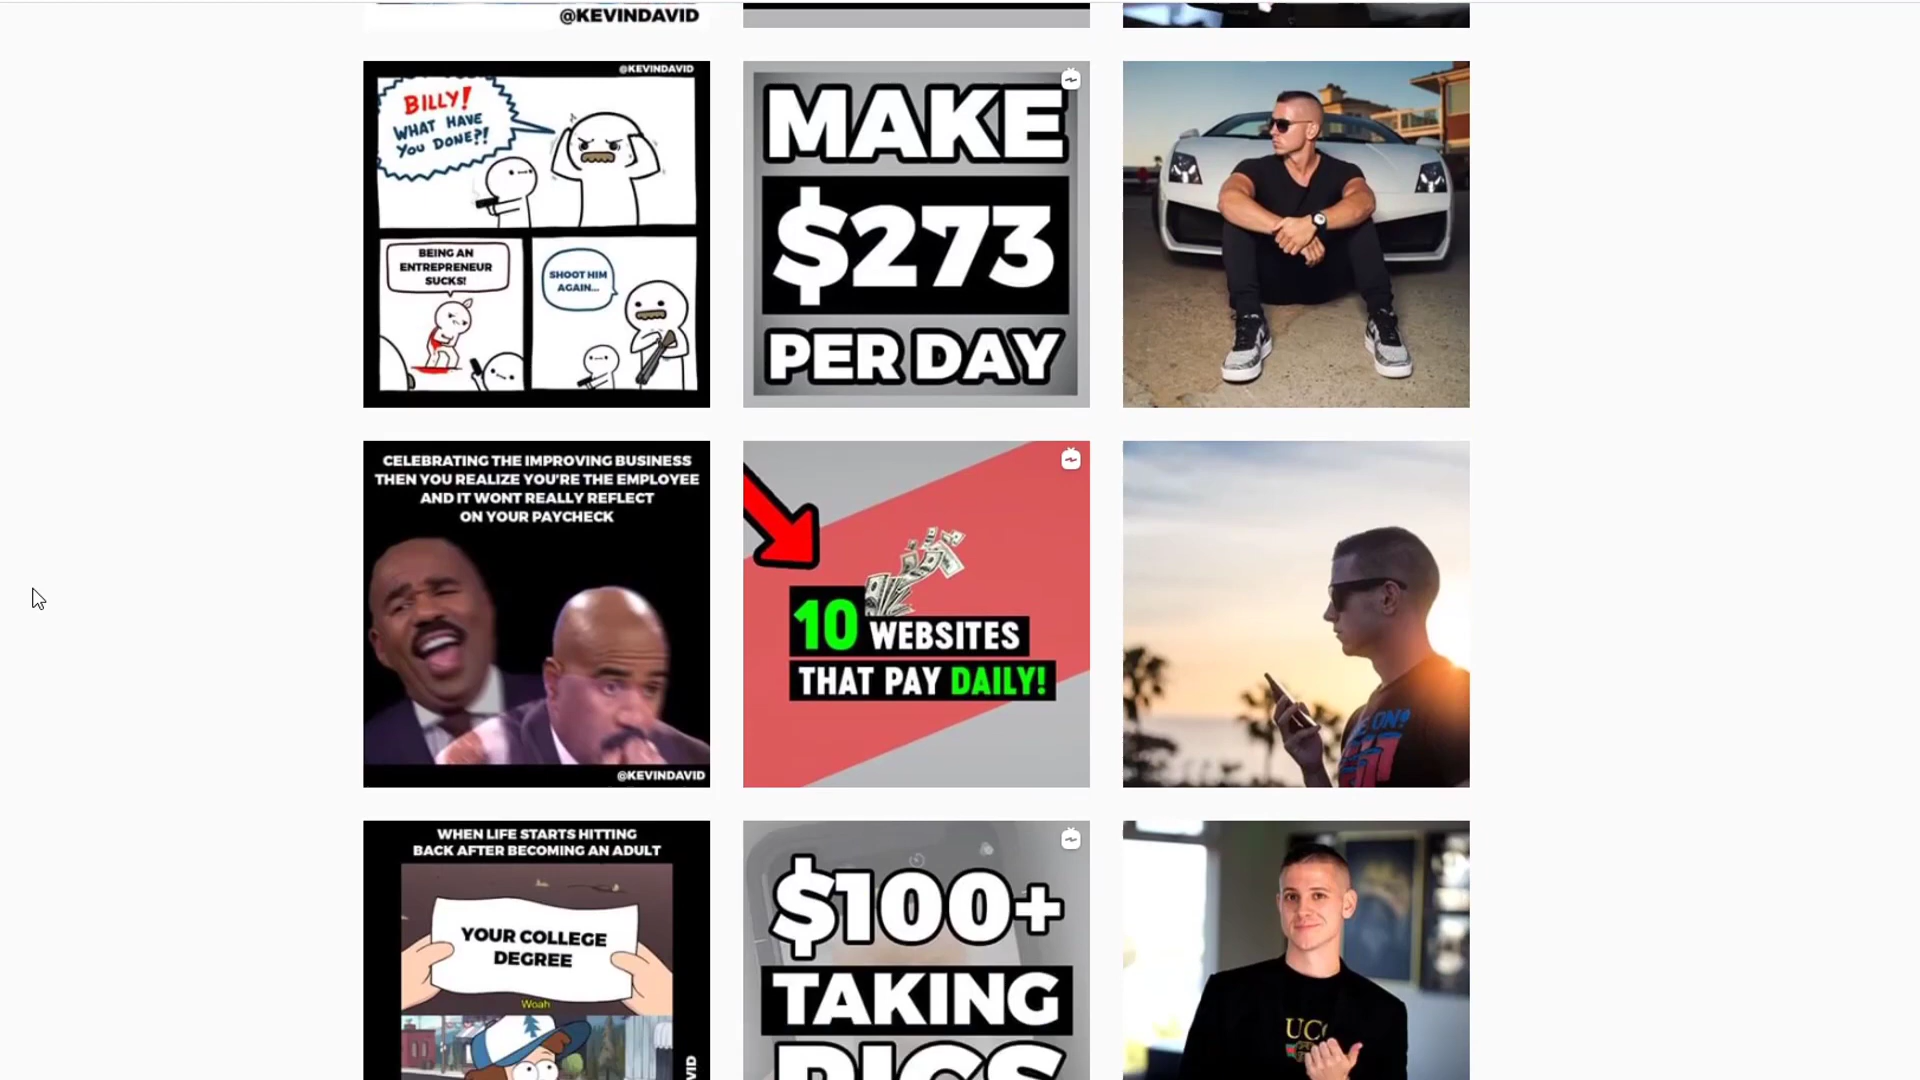 @KEVINDAVID
@KEVINDAVID
BILLY!
WHAT HAVE
YOU DONE?!
BEING AN
ENTREPRENEUR
SUCKS!
SHOOT HIM
AGAIN...
MAKE
$273
PER DAY
CELEBRATING THE IMPROVING BUSINESS
THEN YOU REALIZE YOU'RE THE EMPLOYEE
AND IT WONT REALLY REFLECT
ON YOUR PAYCHECK
@KEVINDAVID
10 WEBSITES
THAT PAY DAILY!
WHEN LIFE STARTS HITTING
BACK AFTER BECOMING AN ADULT
YOUR COLLEGE
DEGREE
Woah
$100+
TAKING
PICS